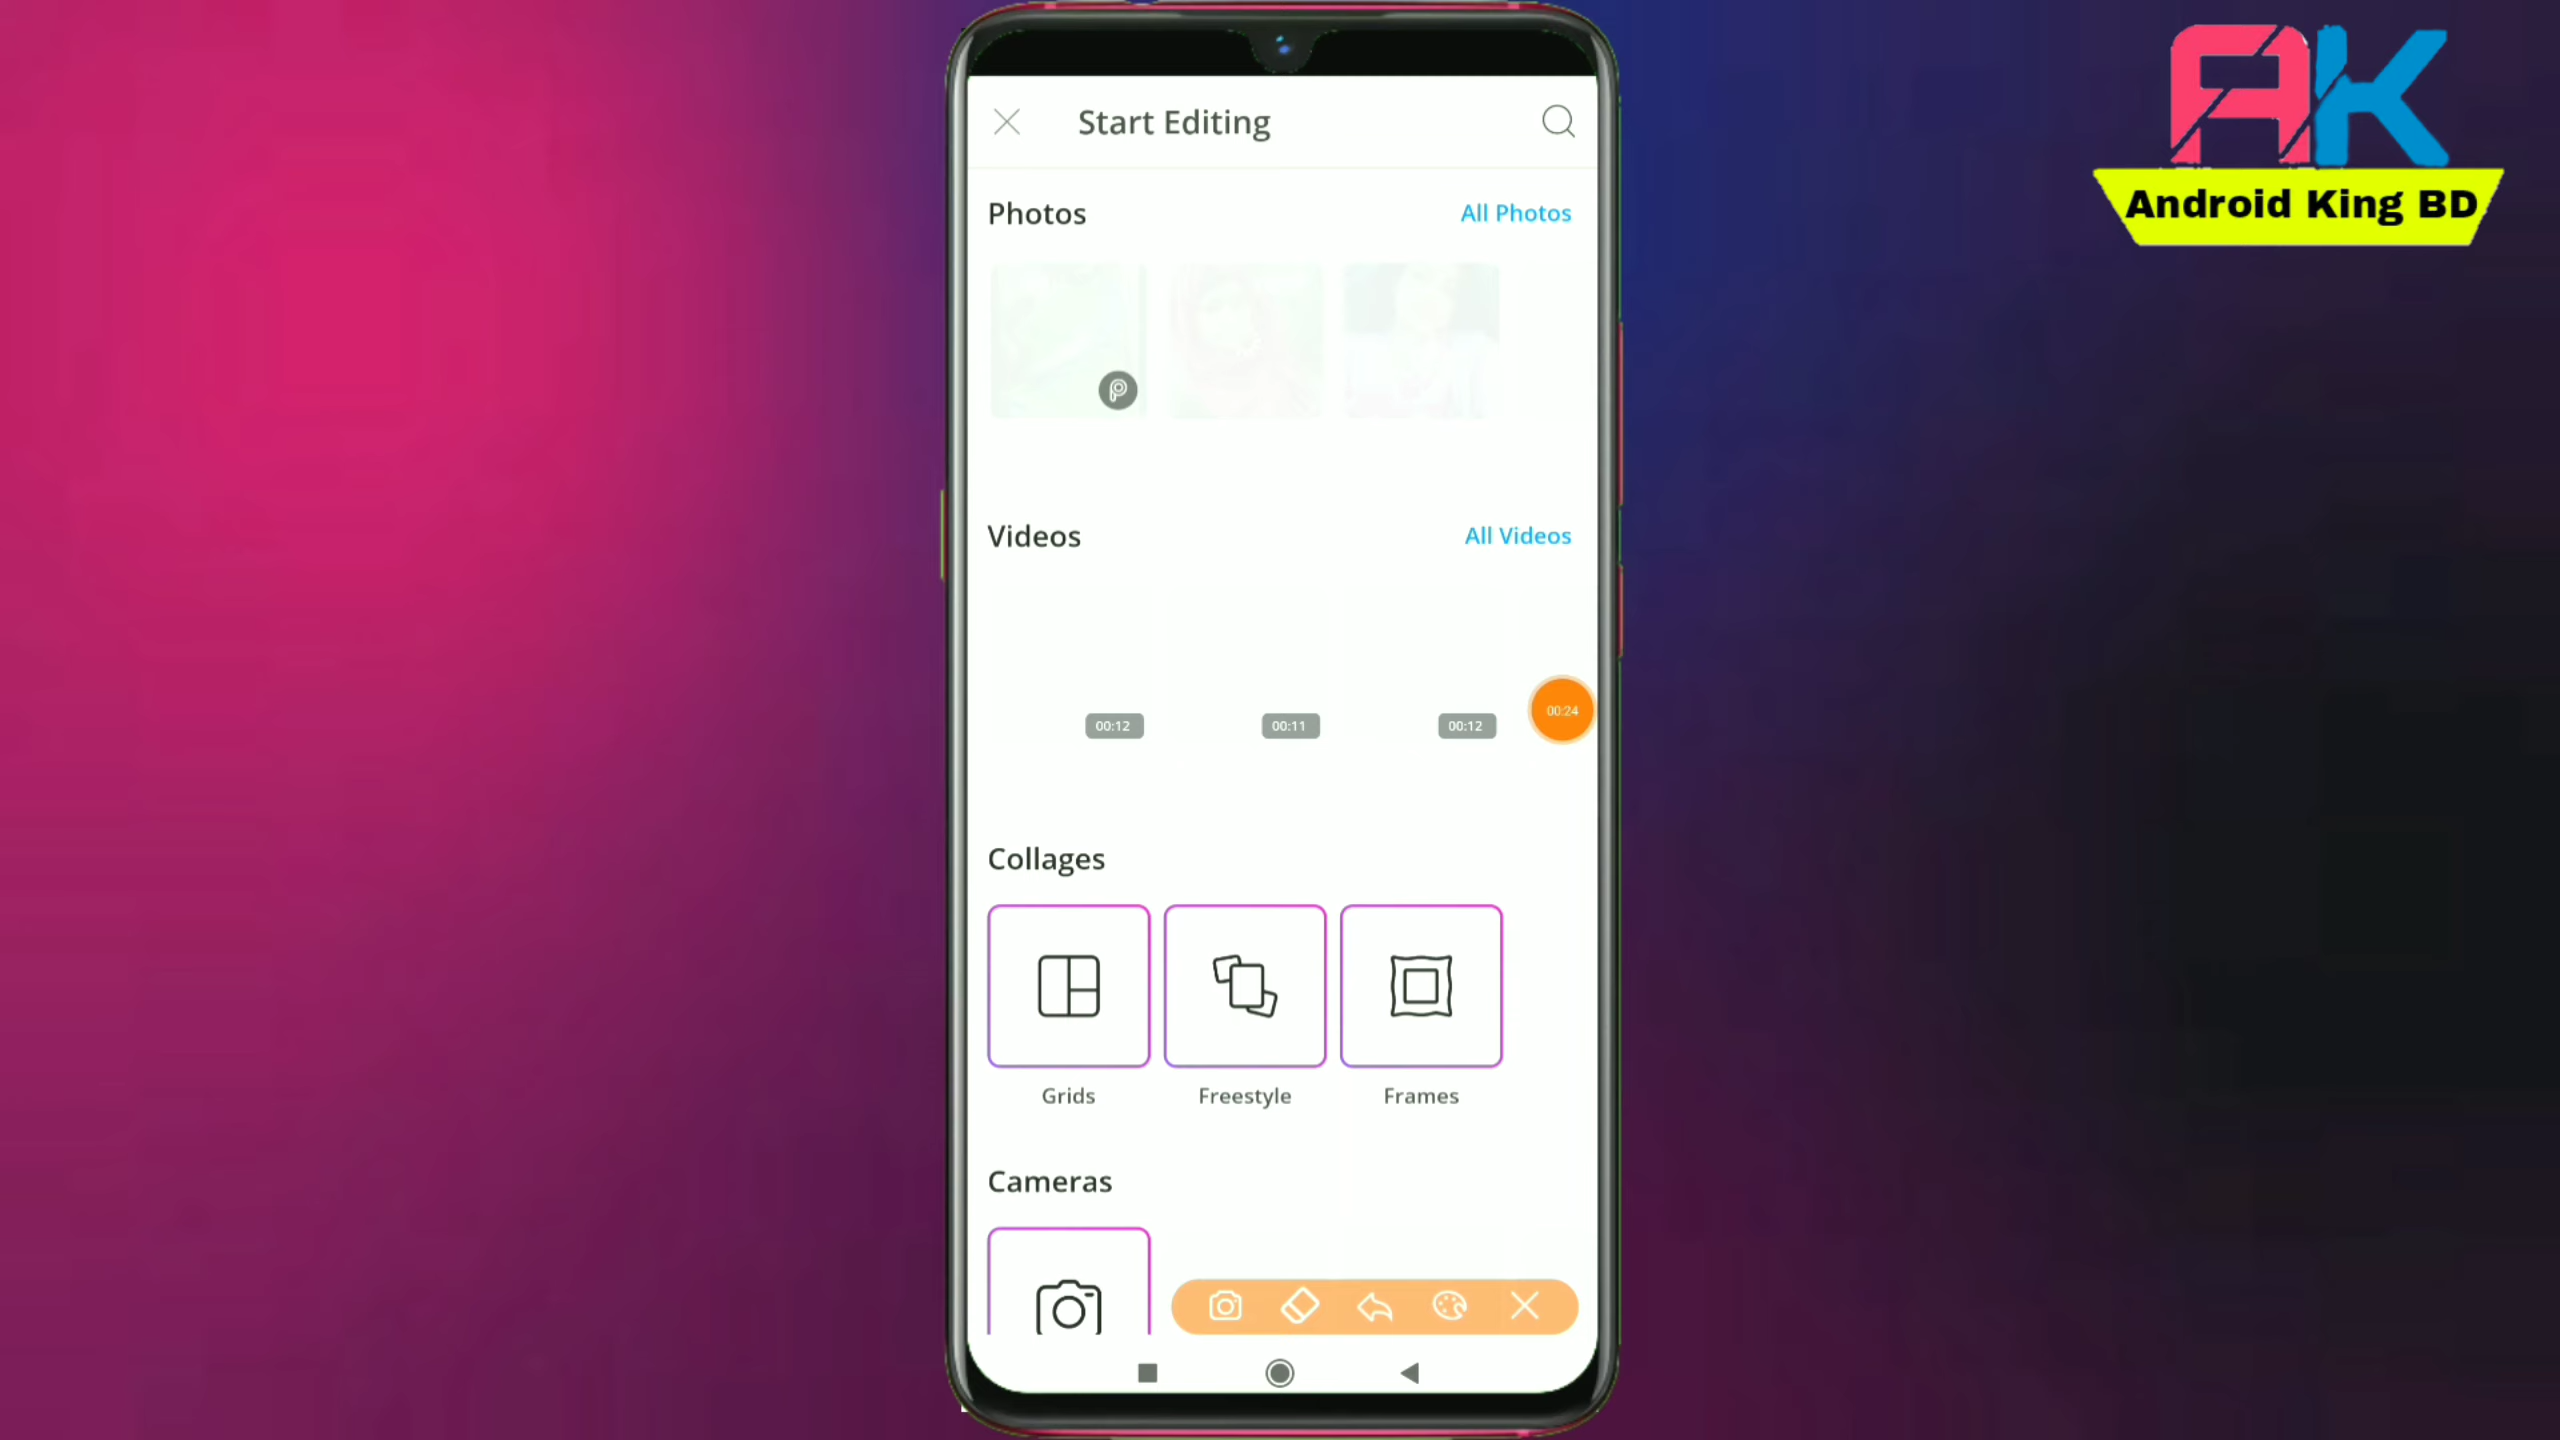 AK
Android King BD
Start Editing
Photos
All Photos
Videos
All Videos
00:12
00:11
00:12
00:24
Collages
Grids
Freestyle
Frames
Cameras